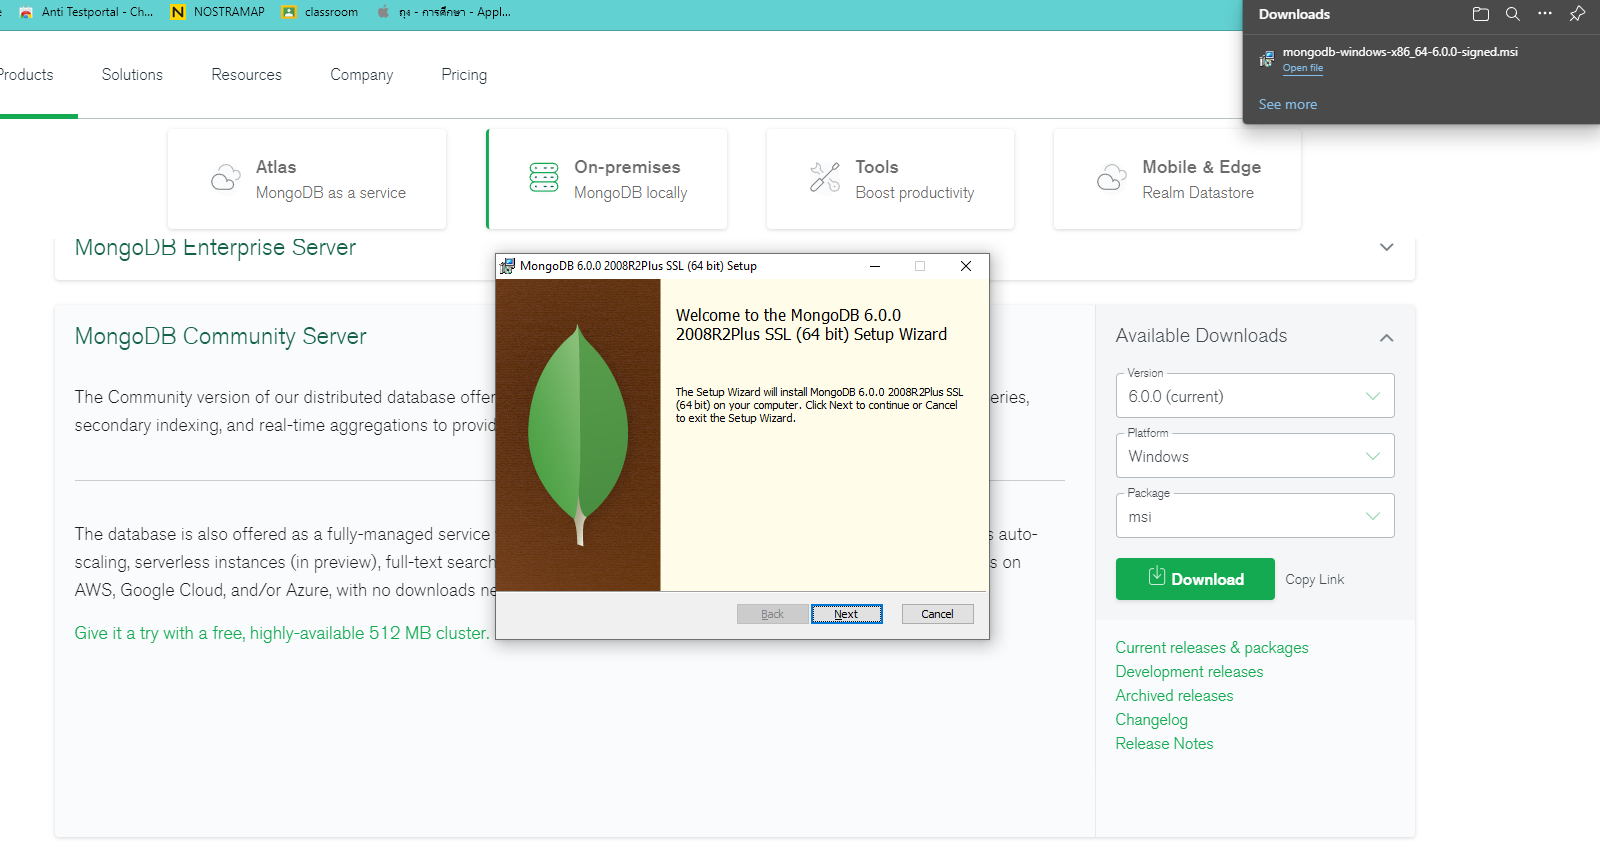 Anti Testportal - Ch...
NOSTRAMAP
classroom
ถุง - การศึกษา - Appl...
Downloads
mongodb-windows-x86_64-6.0.0-signed.msi
Open file
See more
Products
Solutions
Resources
Company
Pricing
Atlas
MongoDB as a service
On-premises
MongoDB locally
Tools
Boost productivity
Mobile & Edge
Realm Datastore
MongoDB Enterprise Server
MongoDB Community Server
The Community version of our distributed database offer
eries,
secondary indexing, and real-time aggregations to provid
The database is also offered as a fully-managed service
s auto-
scaling, serverless instances (in preview), full-text search
s on
AWS, Google Cloud, and/or Azure, with no downloads ne
Give it a try with a free, highly-available 512 MB cluster.
MongoDB 6.0.0 2008R2Plus SSL (64 bit) Setup
Welcome to the MongoDB 6.0.0
2008R2Plus SSL (64 bit) Setup Wizard
The Setup Wizard will install MongoDB 6.0.0 2008R2Plus SSL
(64 bit) on your computer. Click Next to continue or Cancel
to exit the Setup Wizard.
Back
Next
Cancel
Available Downloads
Version
6.0.0 (current)
Platform
Windows
Package
msi
Download
Copy Link
Current releases & packages
Development releases
Archived releases
Changelog
Release Notes